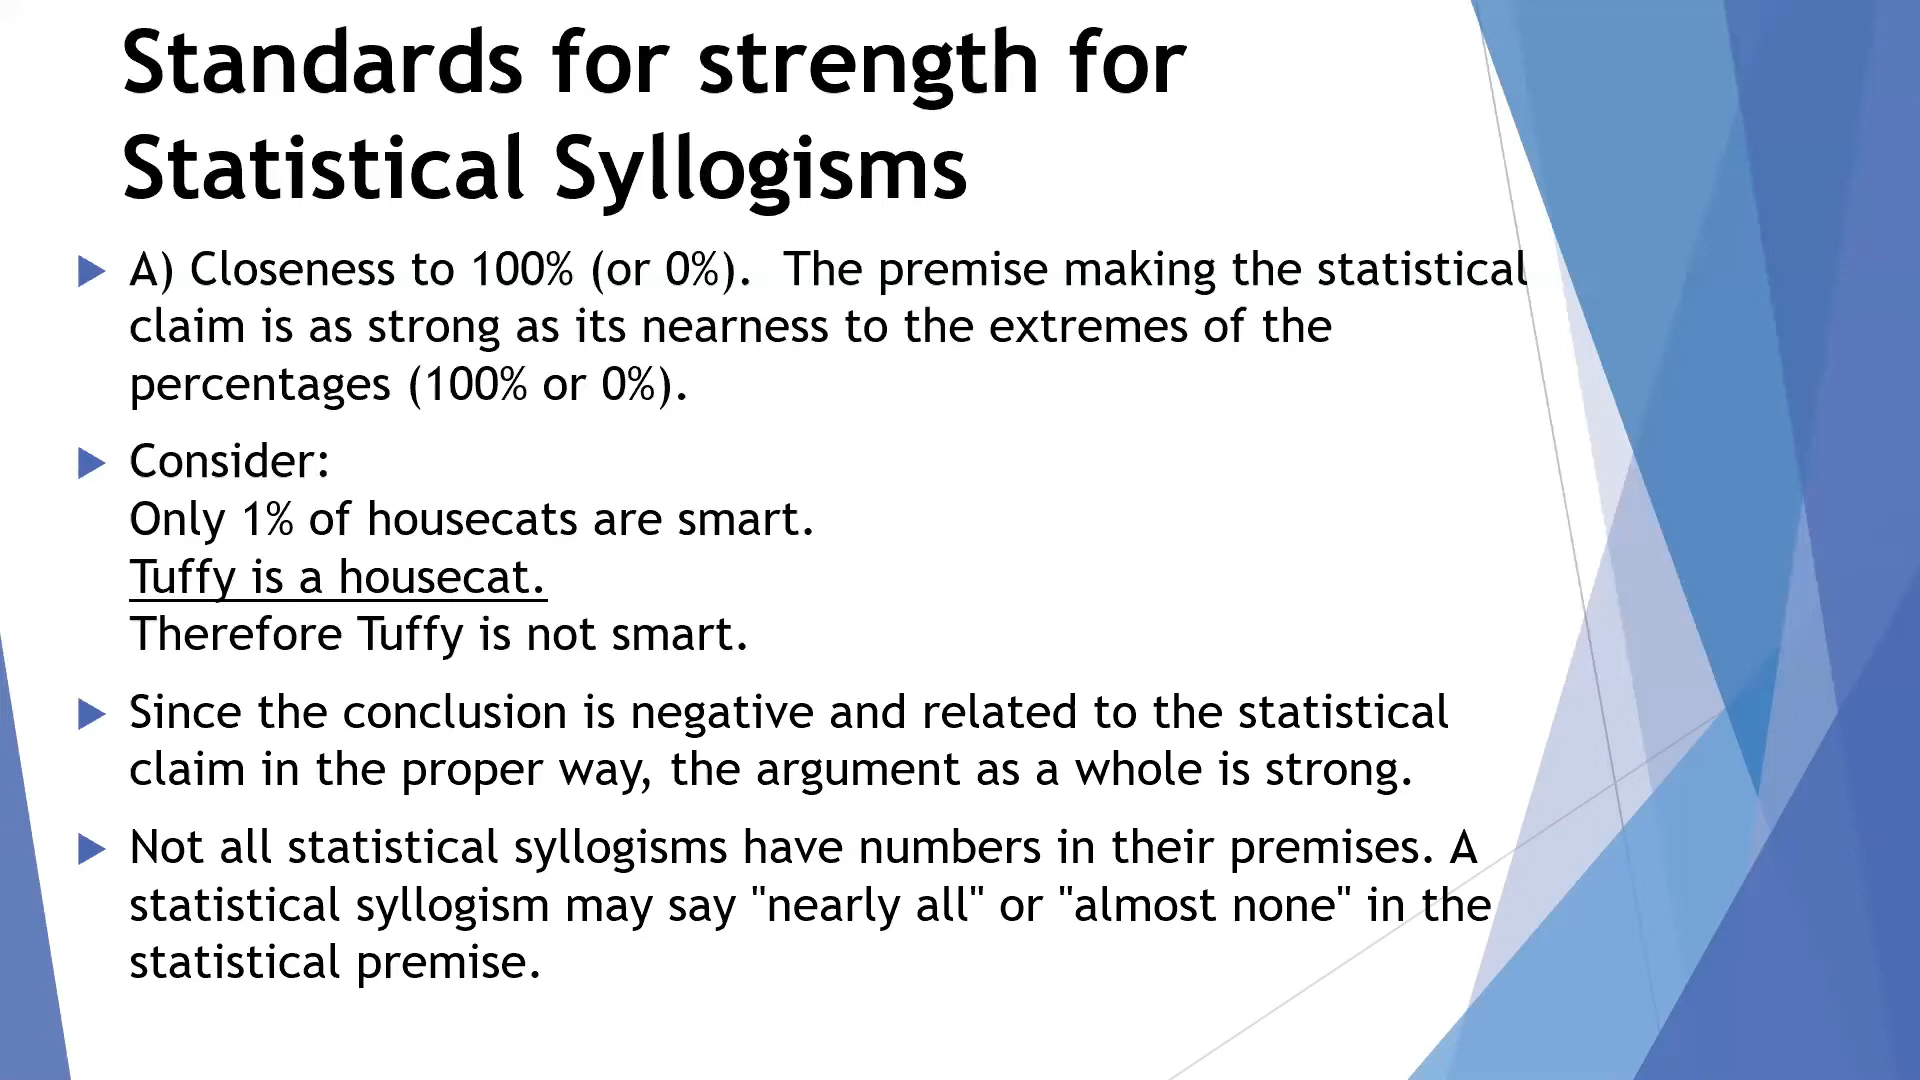 Standards for strength for
Statistical Syllogisms
A) Closeness to 100% (or 0%).  The premise making the statistical
claim is as strong as its nearness to the extremes of the
percentages (100% or 0%).
Consider:
Only 1% of housecats are smart.
Tuffy is a housecat.
Therefore Tuffy is not smart.
Since the conclusion is negative and related to the statistical
claim in the proper way, the argument as a whole is strong.
Not all statistical syllogisms have numbers in their premises. A
statistical syllogism may say "nearly all" or "almost none" in the
statistical premise.